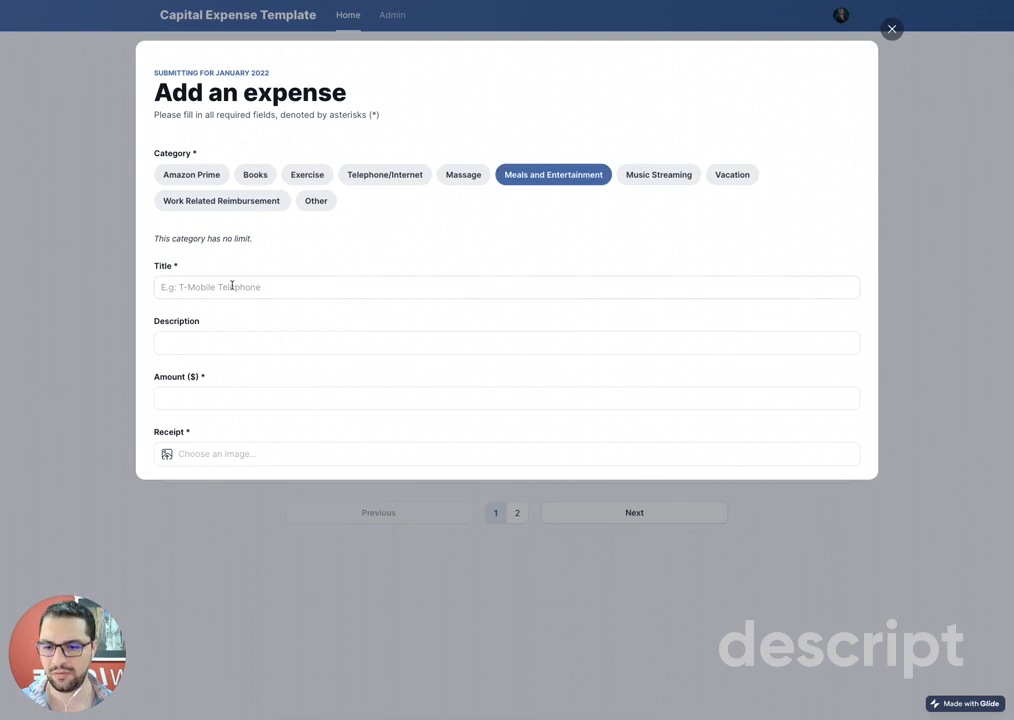 Capital Expense Template Home Admin
SUBMITTING FOR JANUARY 2022
Add an expense
Please fill in all required fields, denoted by asterisks (*)
Category *
Amazon Prime Books Exercise Telephone/Internet Massage Meals and Entertainment Music Streaming Vacation
Work Related Reimbursement Other
This category has no limit.
Title *
E.g: T-Mobile Telephone
Description
Amount ($) *
Receipt *
Choose an image...
Previous 1 2 Next
descript
Made with Glide